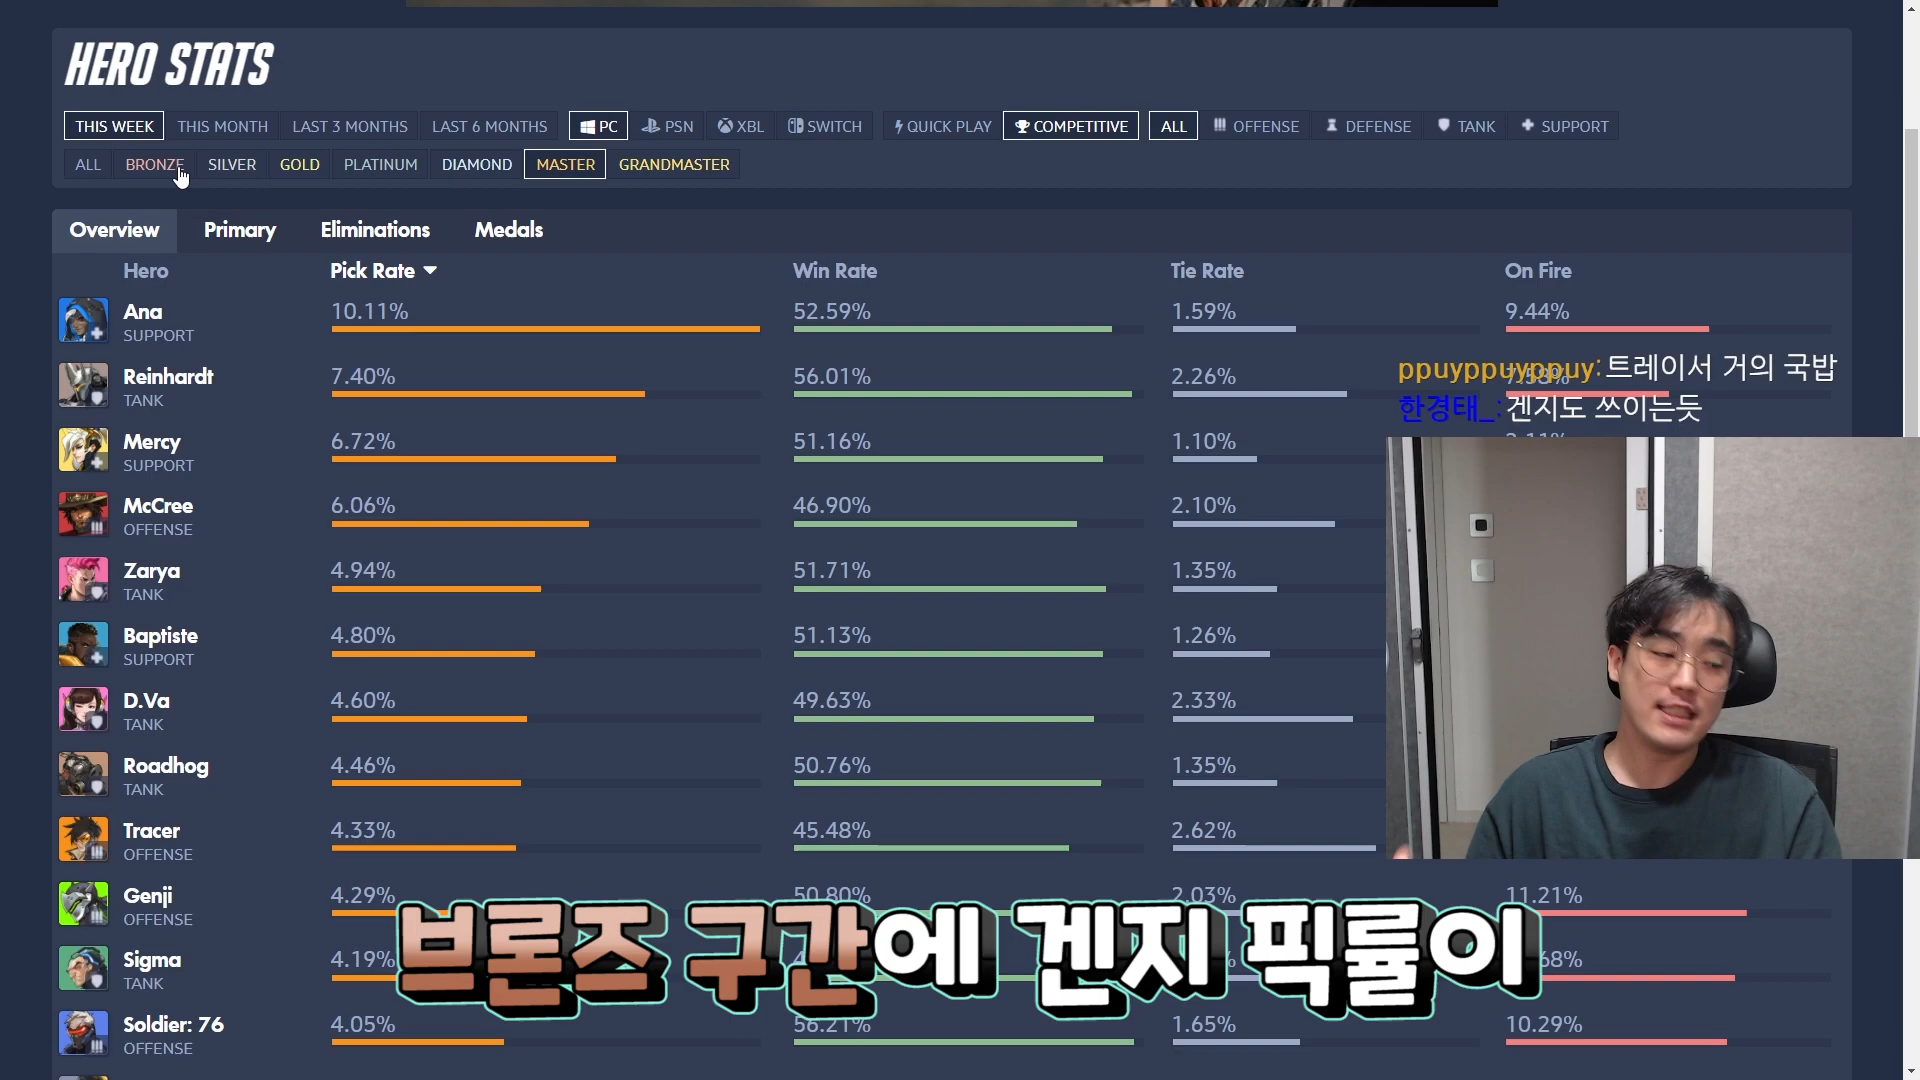 HERO STATS
THIS WEEK THIS MONTH LAST 3 MONTHS LAST 6 MONTHS PC PSN XBL SWITCH QUICK PLAY COMPETITIVE ALL OFFENSE DEFENSE TANK SUPPORT
ALL BRONZE SILVER GOLD PLATINUM DIAMOND MASTER GRANDMASTER
Overview Primary Eliminations Medals
Hero Pick Rate Win Rate Tie Rate On Fire
Ana 10.11% 52.59% 1.59% 9.44%
SUPPORT
ppuyppuyppuy: 트레이서 거의 국밥
Reinhardt 7.40% 56.01% 2.26%
TANK
한경태_: 겐지도 쓰이는듯
Mercy 6.72% 51.16% 1.10%
SUPPORT
McCree 6.06% 46.90% 2.10%
OFFENSE
Zarya 4.94% 51.71% 1.35%
TANK
Baptiste 4.80% 51.13% 1.26%
SUPPORT
D.Va 4.60% 49.63% 2.33%
TANK
Roadhog 4.46% 50.76% 1.35%
TANK
Tracer 4.33% 45.48% 2.62%
OFFENSE
Genji 4.29% 50.80% 2.03% 11.21%
OFFENSE
브론즈 구간에 겐지 픽률이
Sigma 4.19%
TANK
Soldier: 76 4.05% 56.21% 1.65% 10.29%
OFFENSE